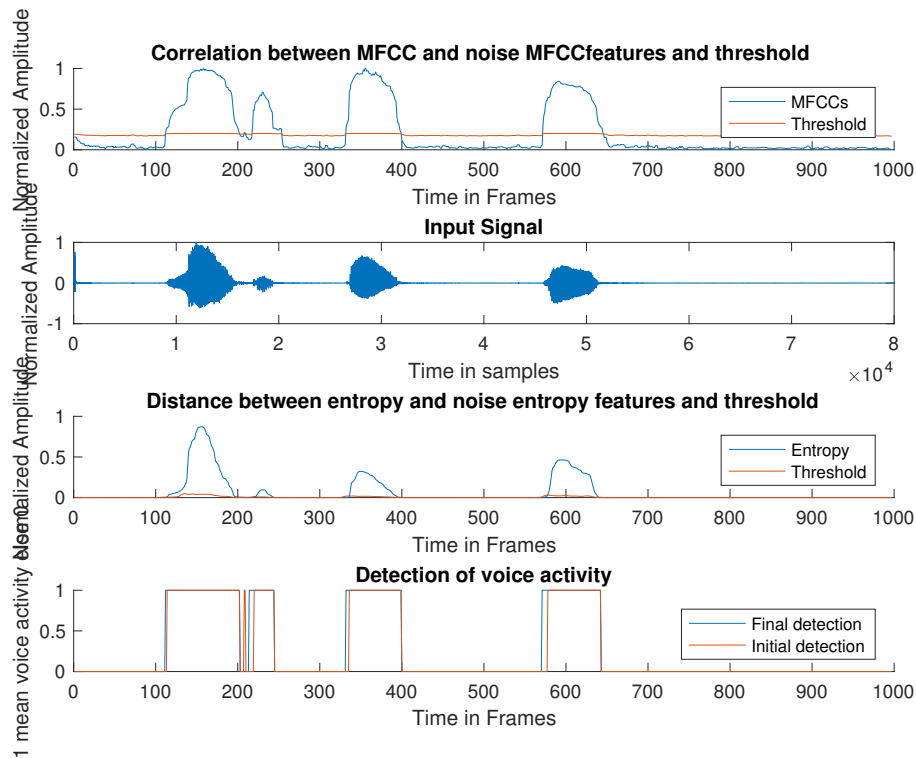 Correlation between MFCC and noise MFCCfeatures and threshold
Normalized Amplitude
1
0.5
0
MFCCs
Threshold
0 100 200 300 400 500 600 700 800 900 1000
Time in Frames
Input Signal
Normalized Amplitude
1
0
-1
0 1 2 3 4 5 6 7 8
Time in samples
×10^4
Distance between entropy and noise entropy features and threshold
Normalized Amplitude
1
0.5
0
Entropy
Threshold
0 100 200 300 400 500 600 700 800 900 1000
Time in Frames
Detection of voice activity
1 mean voice activity else 0
1
0.5
0
Final detection
Initial detection
0 100 200 300 400 500 600 700 800 900 1000
Time in Frames